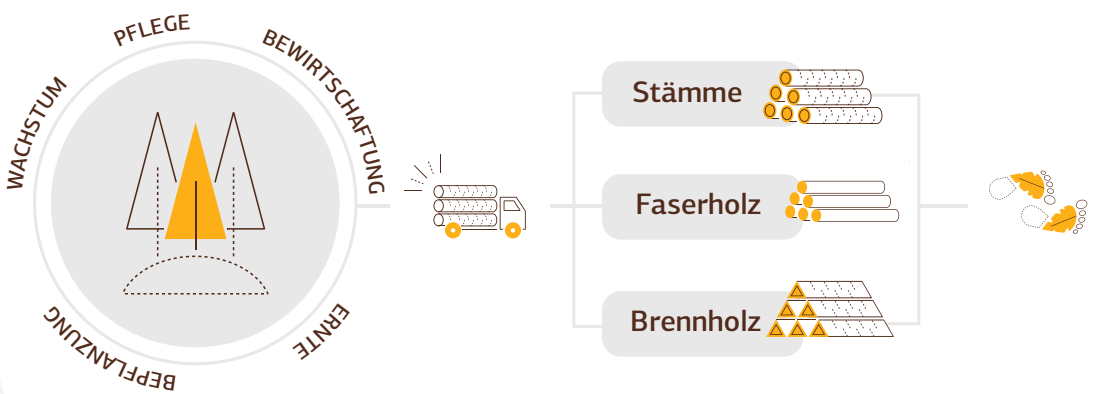 PFLEGE
BEWIRTSCHAFTUNG
WACHSTUM
ERNTE
BEPFLANZUNG
Stämme
Faserholz
Brennholz